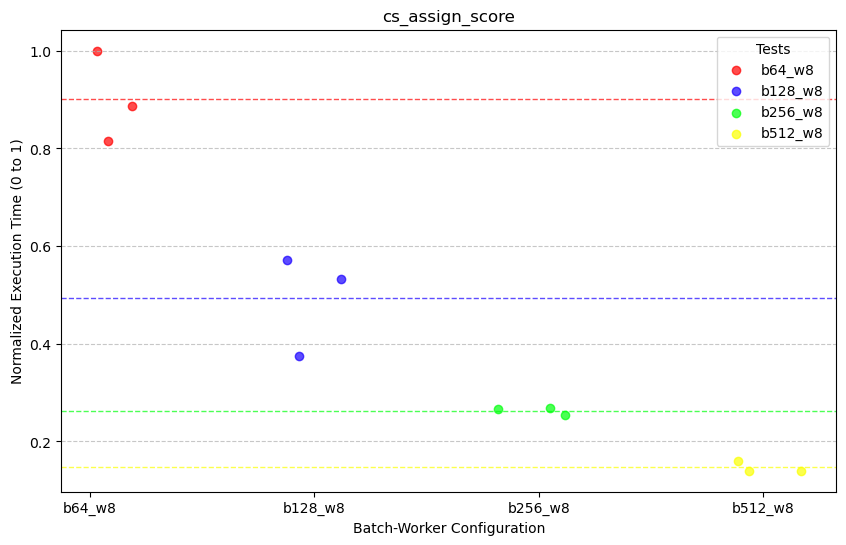 cs_assign_score
Tests
b64_w8
b128_w8
b256_w8
b512_w8
Normalized Execution Time (0 to 1)
1.0
0.8
0.6
0.4
0.2
b64_w8 b128_w8 b256_w8 b512_w8
Batch-Worker Configuration